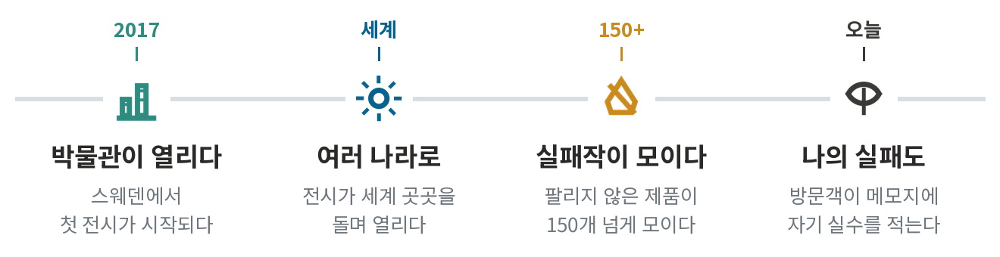 2017
박물관이 열리다
스웨덴에서
첫 전시가 시작되다
세계
여러 나라로
전시가 세계 곳곳을
돌며 열리다
150+
실패작이 모이다
팔리지 않은 제품이
150개 넘게 모이다
오늘
나의 실패도
방문객이 메모지에
자기 실수를 적는다